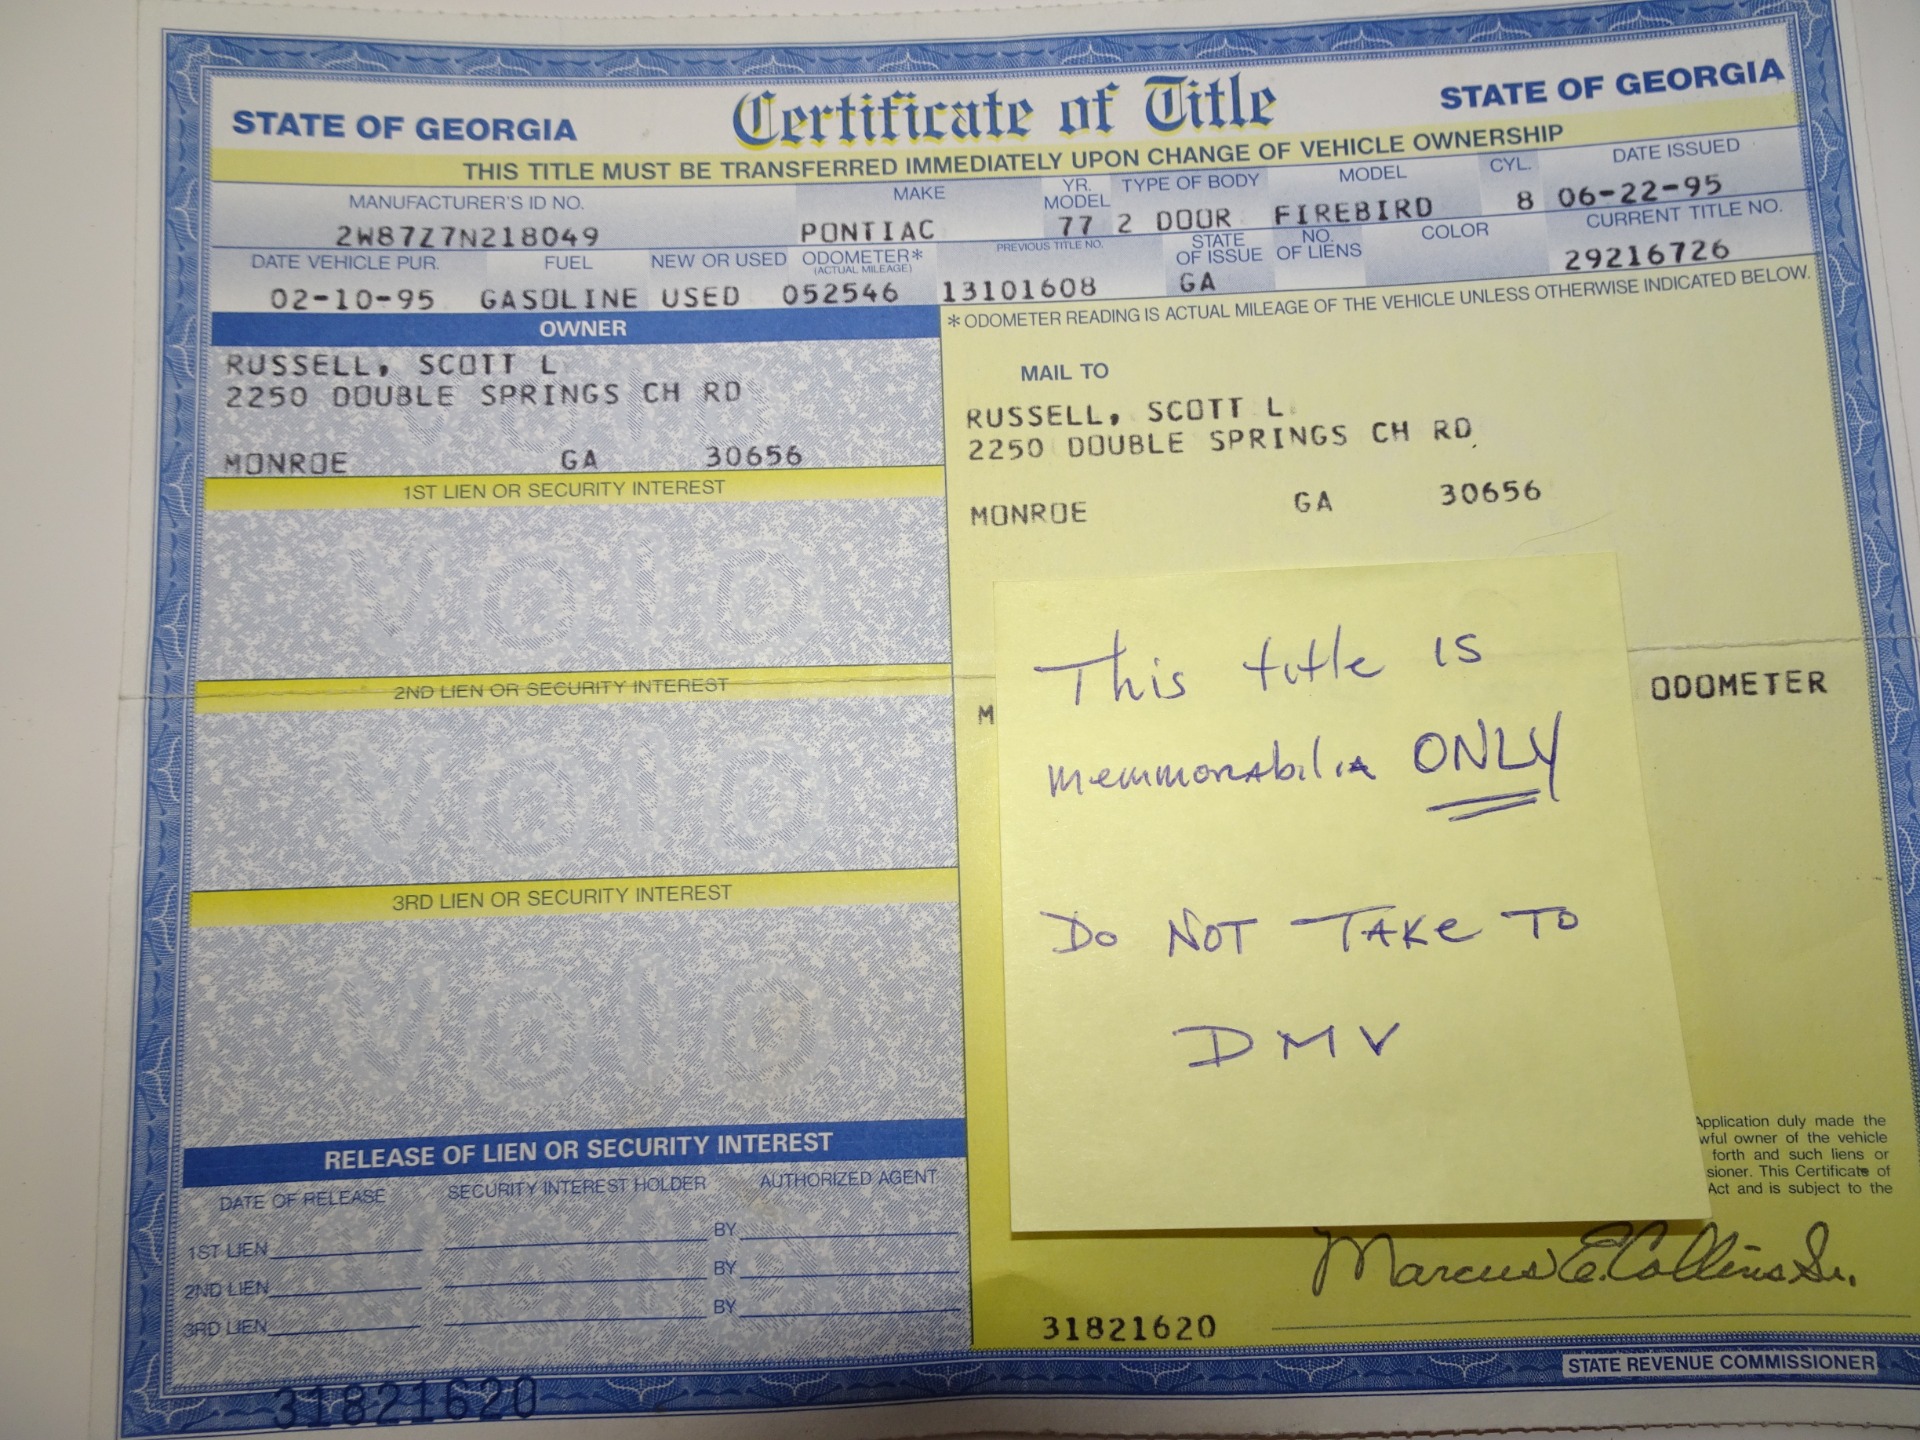 STATE OF GEORGIA Certificate of Title STATE OF GEORGIA
THIS TITLE MUST BE TRANSFERRED IMMEDIATELY UPON CHANGE OF VEHICLE OWNERSHIP
MANUFACTURER'S ID NO. MAKE YR. MODEL TYPE OF BODY MODEL CYL. DATE ISSUED
2W87Z7N218049 PONTIAC 77 2 DOOR FIREBIRD 8 06-22-95
DATE VEHICLE PUR. FUEL NEW OR USED ODOMETER* (ACTUAL MILEAGE) PREVIOUS TITLE NO. STATE OF ISSUE NO. OF LIENS COLOR CURRENT TITLE NO.
02-10-95 GASOLINE USED 052546 13101608 GA 29216726
OWNER
RUSSELL, SCOTT L
2250 DOUBLE SPRINGS CH RD
MONROE GA 30656
1ST LIEN OR SECURITY INTEREST
VOID
2ND LIEN OR SECURITY INTEREST
VOID
3RD LIEN OR SECURITY INTEREST
VOID
RELEASE OF LIEN OR SECURITY INTEREST
DATE OF RELEASE SECURITY INTEREST HOLDER AUTHORIZED AGENT
1ST LIEN BY
2ND LIEN BY
3RD LIEN BY
31821620
*ODOMETER READING IS ACTUAL MILEAGE OF THE VEHICLE UNLESS OTHERWISE INDICATED BELOW.
MAIL TO
RUSSELL, SCOTT L
2250 DOUBLE SPRINGS CH RD
MONROE GA 30656
M ODOMETER
This title is
memmorabilia ONLY
DO NOT TAKE TO
DMV
Application duly made the
wful owner of the vehicle
forth and such liens or
sioner. This Certificate of
Act and is subject to the
Marcus E. Collins Sr.
31821620
STATE REVENUE COMMISSIONER